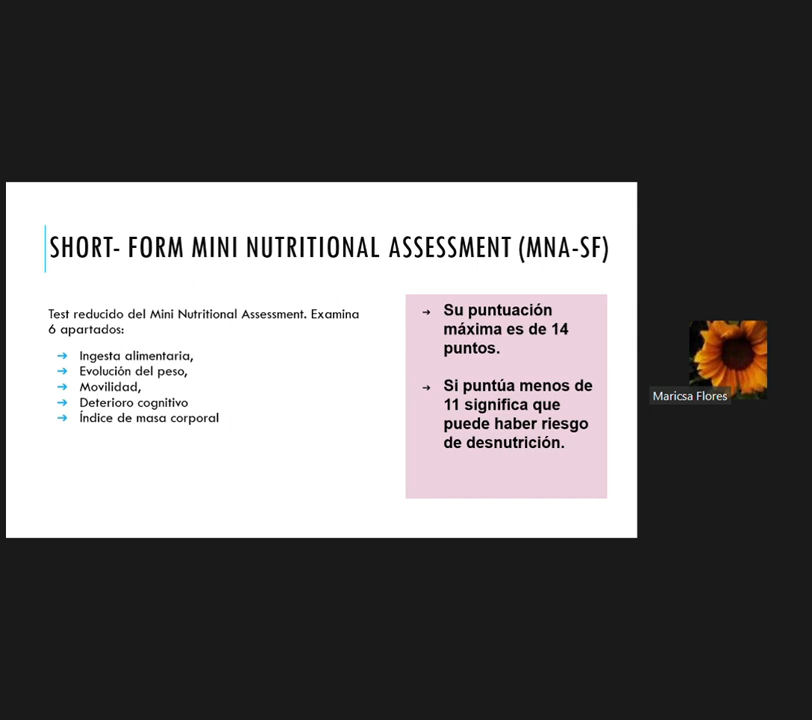 SHORT- FORM MINI NUTRITIONAL ASSESSMENT (MNA-SF)
Test reducido del Mini Nutritional Assessment. Examina
6 apartados:
➔ Ingesta alimentaria,
➔ Evolución del peso,
➔ Movilidad,
➔ Deterioro cognitivo
➔ Índice de masa corporal
➔ Su puntuación
máxima es de 14
puntos.
➔ Si puntúa menos de
11 significa que
puede haber riesgo
de desnutrición.
Maricsa Flores